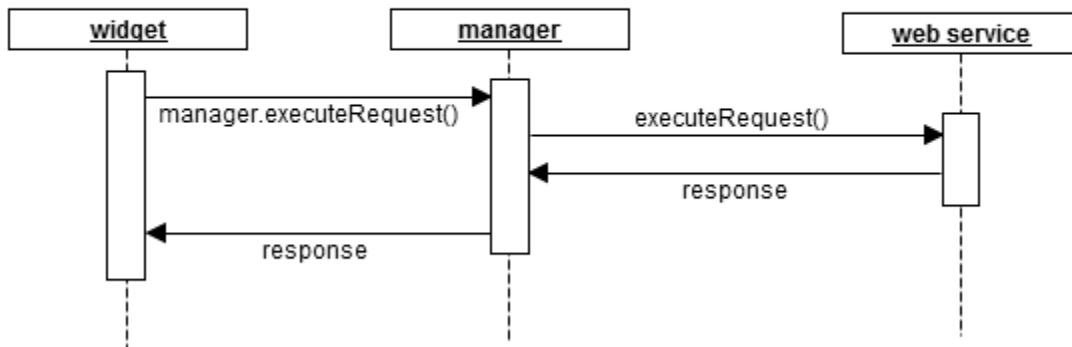 widget
manager
web service
manager.executeRequest()
executeRequest()
response
response